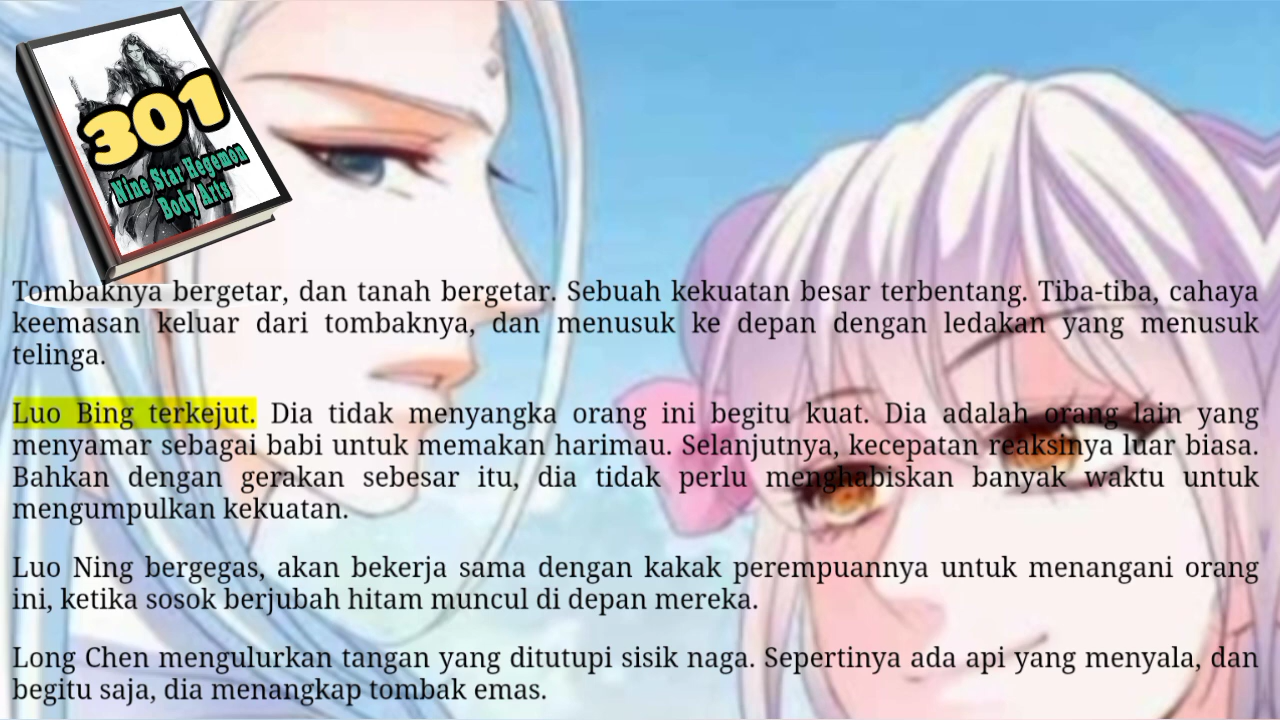 301
Nine Star Hegemon
Body Arts
Tombaknya bergetar, dan tanah bergetar. Sebuah kekuatan besar terbentang. Tiba-tiba, cahaya
keemasan keluar dari tombaknya, dan menusuk ke depan dengan ledakan yang menusuk
telinga.
Luo Bing terkejut. Dia tidak menyangka orang ini begitu kuat. Dia adalah orang lain yang
menyamar sebagai babi untuk memakan harimau. Selanjutnya, kecepatan reaksinya luar biasa.
Bahkan dengan gerakan sebesar itu, dia tidak perlu menghabiskan banyak waktu untuk
mengumpulkan kekuatan.
Luo Ning bergegas, akan bekerja sama dengan kakak perempuannya untuk menangani orang
ini, ketika sosok berjubah hitam muncul di depan mereka.
Long Chen mengulurkan tangan yang ditutupi sisik naga. Sepertinya ada api yang menyala, dan
begitu saja, dia menangkap tombak emas.